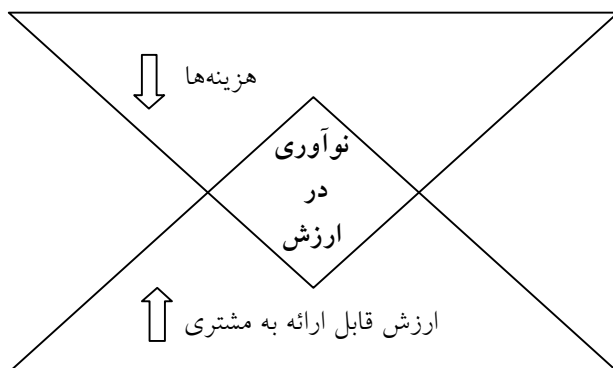 هزینه‌ها
نوآوری
در
ارزش
ارزش قابل ارائه به مشتری